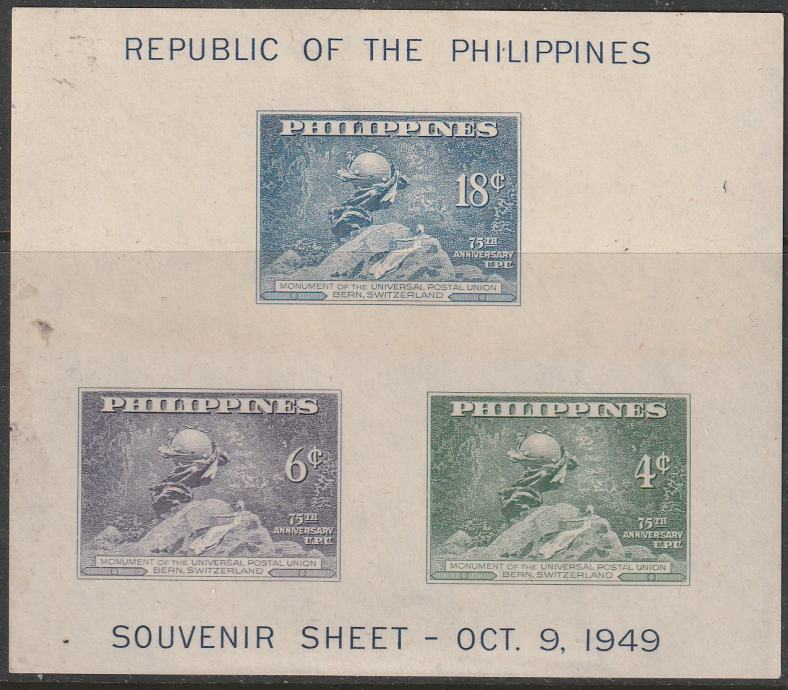 REPUBLIC OF THE PHILIPPINES
PHILIPPINES
18¢
75TH
ANNIVERSARY
U.P.U.
MONUMENT OF THE UNIVERSAL POSTAL UNION
BERN, SWITZERLAND
PHILIPPINES
6¢
75TH
ANNIVERSARY
U.P.U.
MONUMENT OF THE UNIVERSAL POSTAL UNION
BERN, SWITZERLAND
PHILIPPINES
4¢
75TH
ANNIVERSARY
U.P.U.
MONUMENT OF THE UNIVERSAL POSTAL UNION
BERN, SWITZERLAND
SOUVENIR SHEET - OCT. 9, 1949